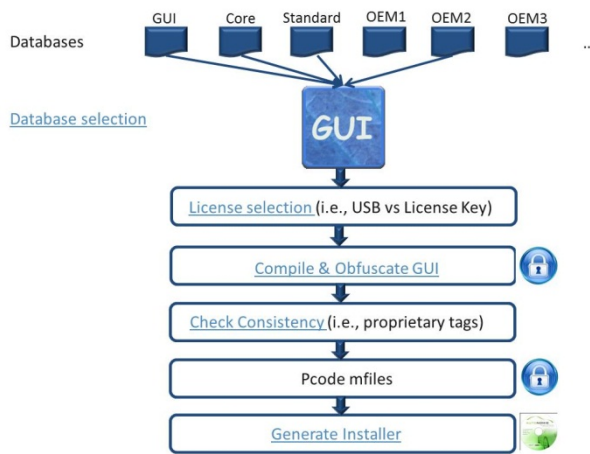 GUI Core Standard OEM1 OEM2 OEM3
Databases ..
Database selection
GUI
License selection (i.e., USB vs License Key)
Compile & Obfuscate GUI
Check Consistency (i.e., proprietary tags)
Pcode mfiles
Generate Installer